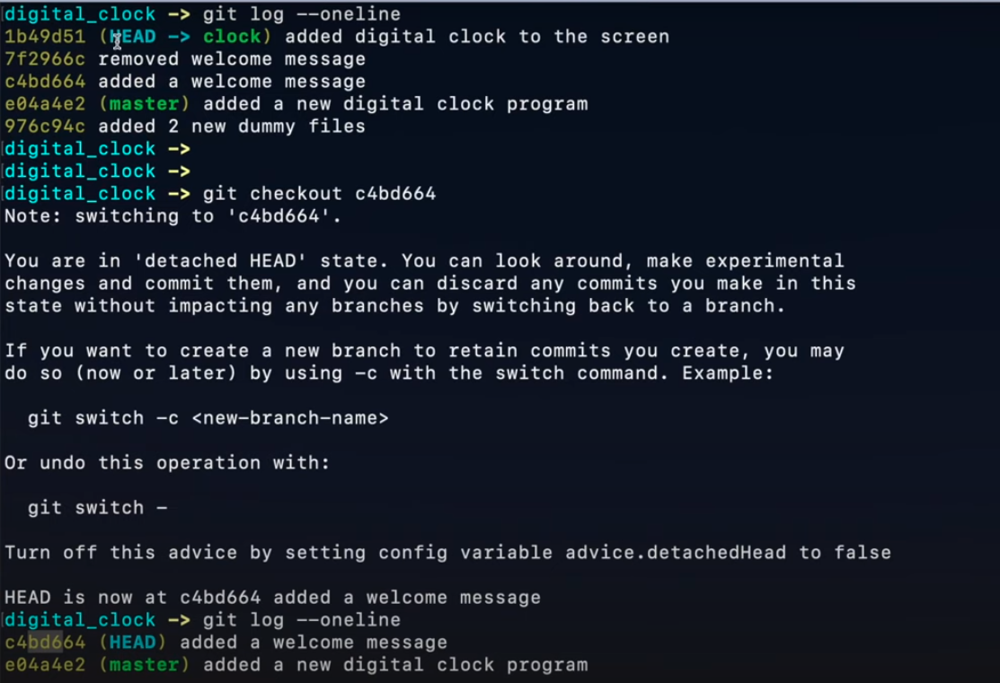 digital_clock -> git log --oneline
1b49d51 (HEAD -> clock) added digital clock to the screen
7f2966c removed welcome message
c4bd664 added a welcome message
e04a4e2 (master) added a new digital clock program
976c94c added 2 new dummy files
digital_clock ->
digital_clock ->
digital_clock -> git checkout c4bd664
Note: switching to 'c4bd664'.
You are in 'detached HEAD' state. You can look around, make experimental
changes and commit them, and you can discard any commits you make in this
state without impacting any branches by switching back to a branch.
If you want to create a new branch to retain commits you create, you may
do so (now or later) by using -c with the switch command. Example:
git switch -c <new-branch-name>
Or undo this operation with:
git switch -
Turn off this advice by setting config variable advice.detachedHead to false
HEAD is now at c4bd664 added a welcome message
digital_clock -> git log --oneline
c4bd664 (HEAD) added a welcome message
e04a4e2 (master) added a new digital clock program